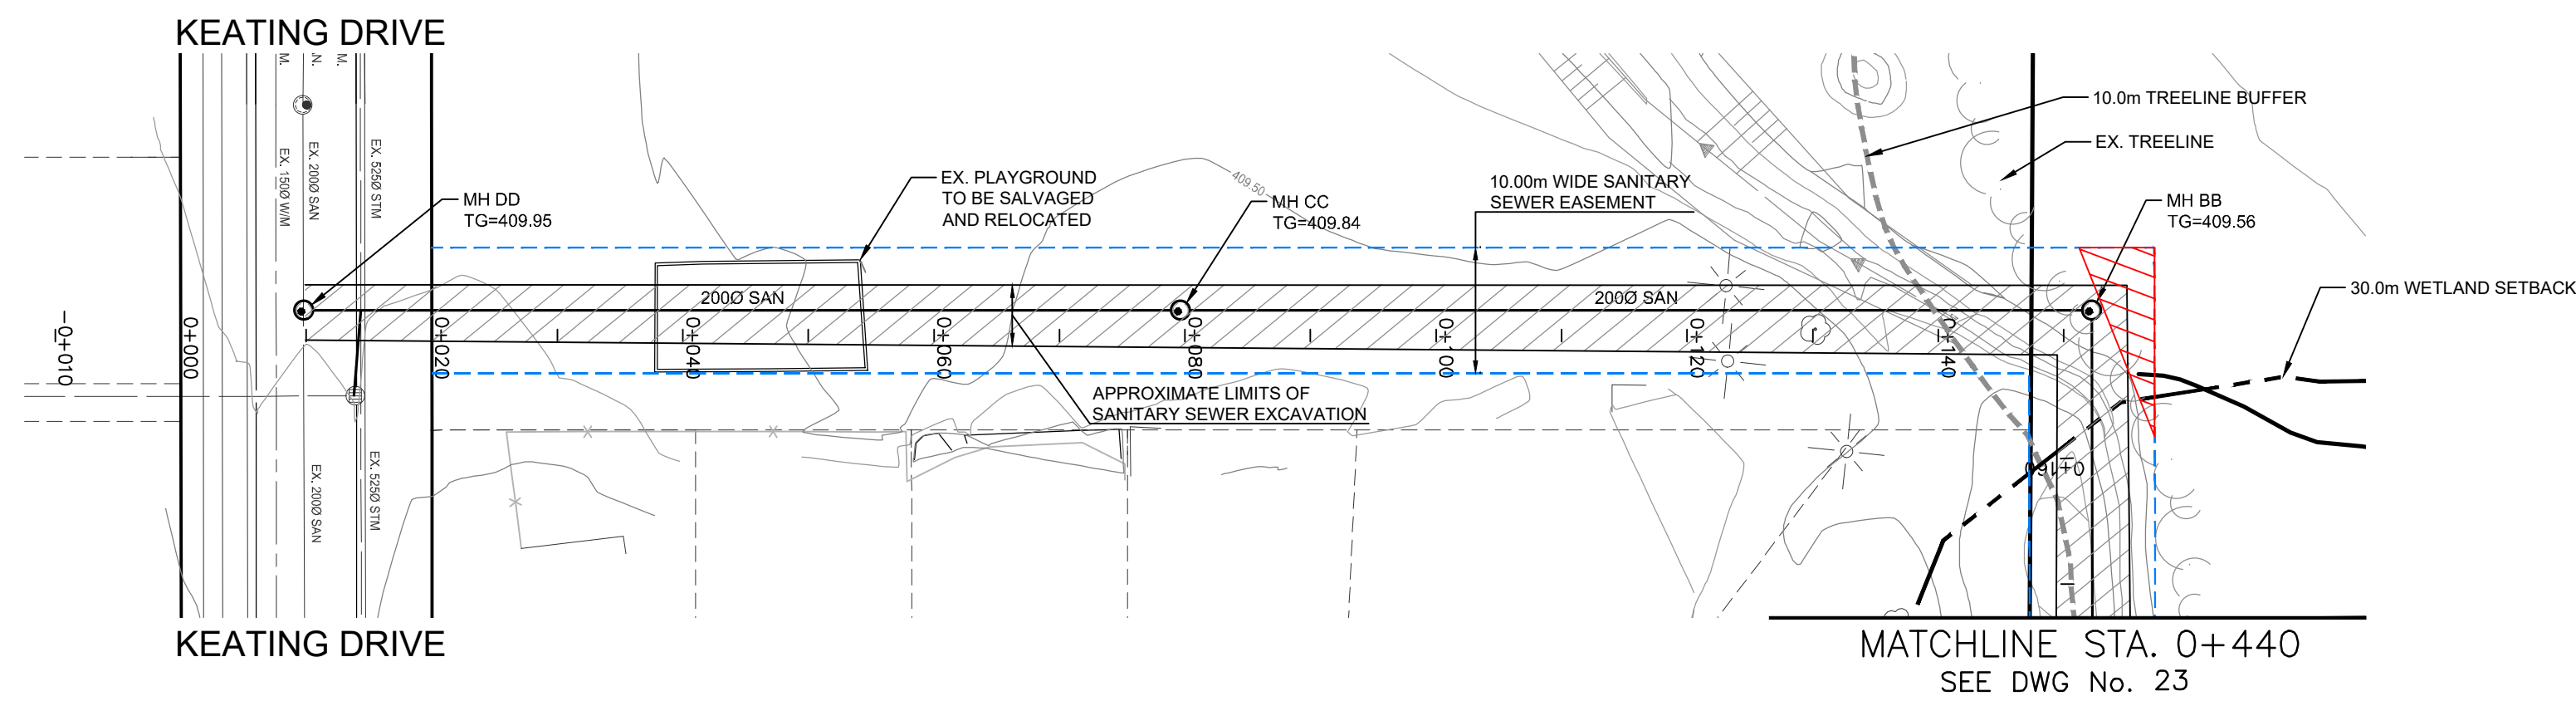 KEATING DRIVE
M.
N.
M.
EX. 150Ø W/M
EX. 200Ø SAN
EX. 525Ø STM
MH DD
TG=409.95
EX. PLAYGROUND
TO BE SALVAGED
AND RELOCATED
409.50
MH CC
TG=409.84
10.00m WIDE SANITARY
SEWER EASEMENT
10.0m TREELINE BUFFER
EX. TREELINE
MH BB
TG=409.56
30.0m WETLAND SETBACK
200Ø SAN
200Ø SAN
-0+010
0+000
0+020
0+040
0+060
0+080
0+100
0+120
0+140
0+160
APPROXIMATE LIMITS OF
SANITARY SEWER EXCAVATION
EX. 200Ø SAN
EX. 525Ø STM
KEATING DRIVE
MATCHLINE STA. 0+440
SEE DWG No. 23